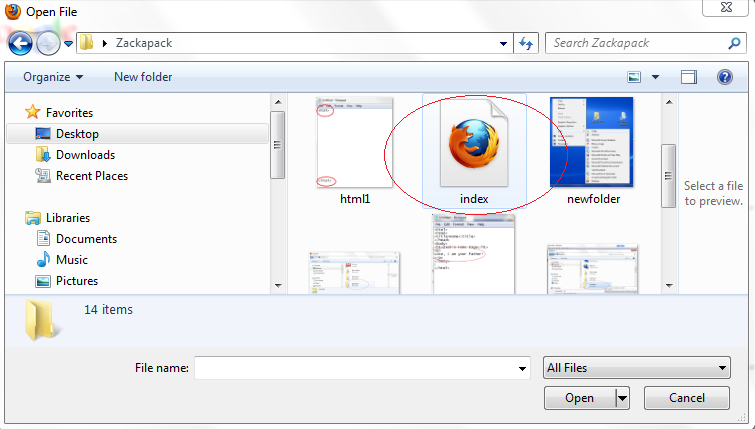 Open File
Zackapack
Search Zackapack
Organize
New folder
Favorites
Desktop
Downloads
Recent Places
Libraries
Documents
Music
Pictures
html1
index
newfolder
Select a file
to preview.
14 items
File name:
All Files
Open
Cancel